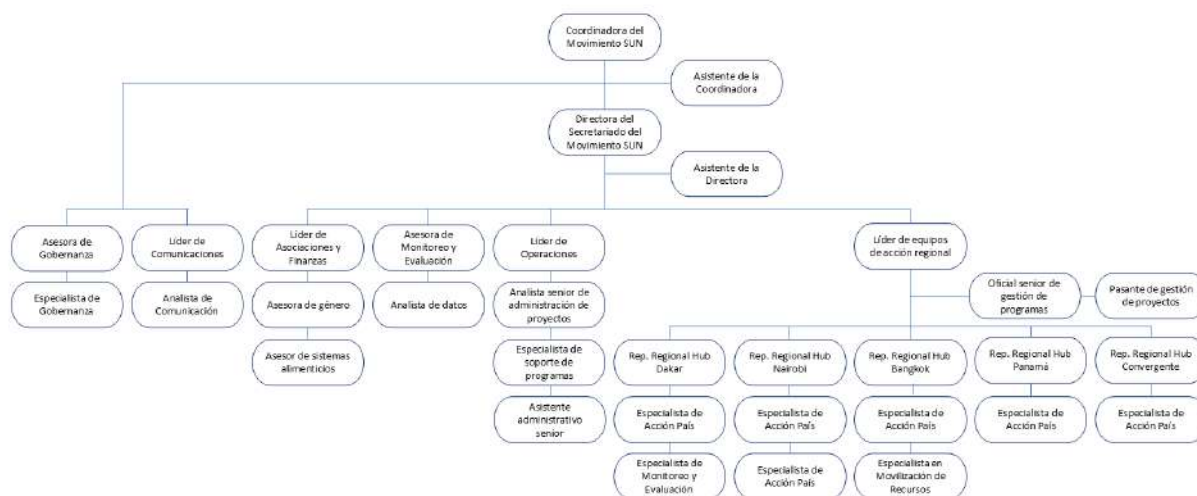 Coordinadora del
Movimiento SUN
Asistente de la
Coordinadora
Directora del
Secretariado del
Movimiento SUN
Asistente de la
Directora
Asesora de
Gobernanza
Líder de
Comunicaciones
Líder de
Asociaciones y
Finanzas
Asesora de
Monitoreo y
Evaluación
Líder de
Operaciones
Líder de equipos
de acción regional
Especialista de
Gobernanza
Analista de
Comunicación
Asesora de género
Analista de datos
Analista senior de
administración de
proyectos
Oficial senior de
gestión de
programas
Pasante de gestión
de proyectos
Asesor de sistemas
alimenticios
Especialista de
soporte de
programas
Rep. Regional Hub
Dakar
Rep. Regional Hub
Nairobi
Rep. Regional Hub
Bangkok
Rep. Regional Hub
Panamá
Rep. Regional Hub
Convergente
Asistente
administrativo
senior
Especialista de
Acción País
Especialista de
Acción País
Especialista de
Acción País
Especialista de
Acción País
Especialista de
Acción País
Especialista de
Monitoreo y
Evaluación
Especialista de
Acción País
Especialista en
Movilización de
Recursos